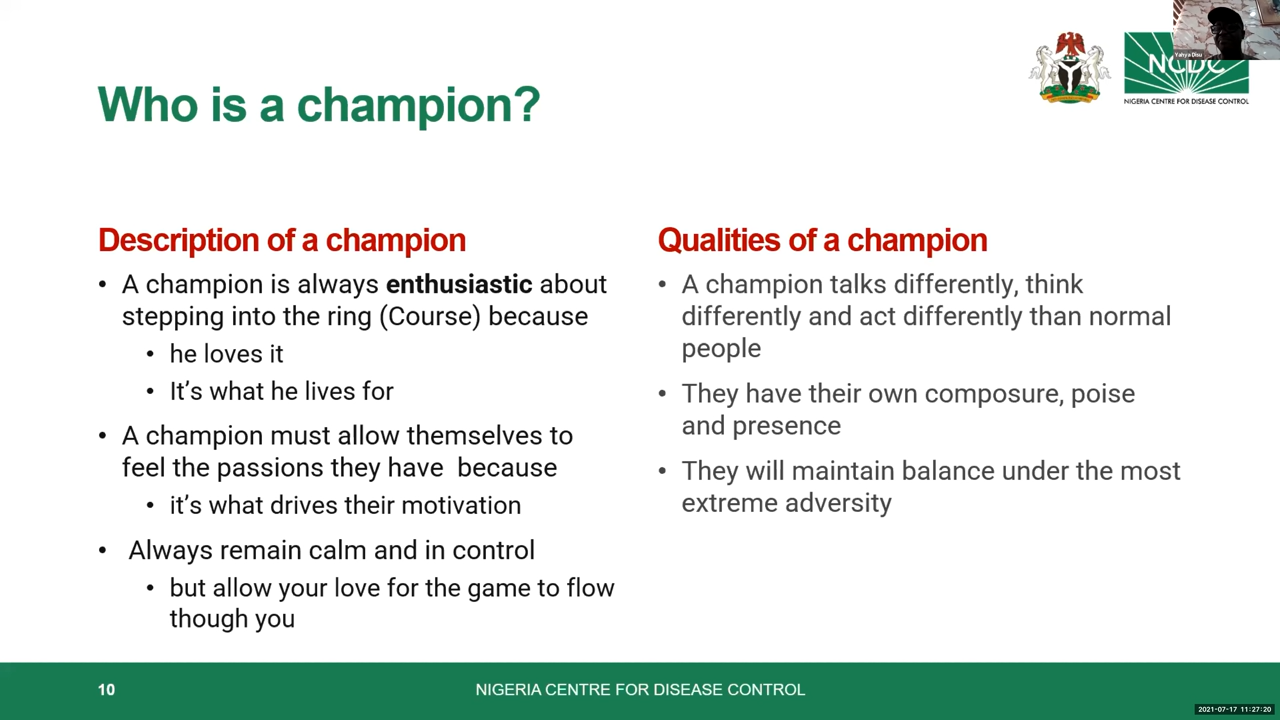 Yahya Disu
NCDC
NIGERIA CENTRE FOR DISEASE CONTROL
Who is a champion?
Description of a champion
• A champion is always enthusiastic about
stepping into the ring (Course) because
• he loves it
• It’s what he lives for
• A champion must allow themselves to
feel the passions they have  because
• it’s what drives their motivation
• Always remain calm and in control
• but allow your love for the game to flow
though you
Qualities of a champion
• A champion talks differently, think
differently and act differently than normal
people
• They have their own composure, poise
and presence
• They will maintain balance under the most
extreme adversity
10
NIGERIA CENTRE FOR DISEASE CONTROL
2021-07-17 11:27:20